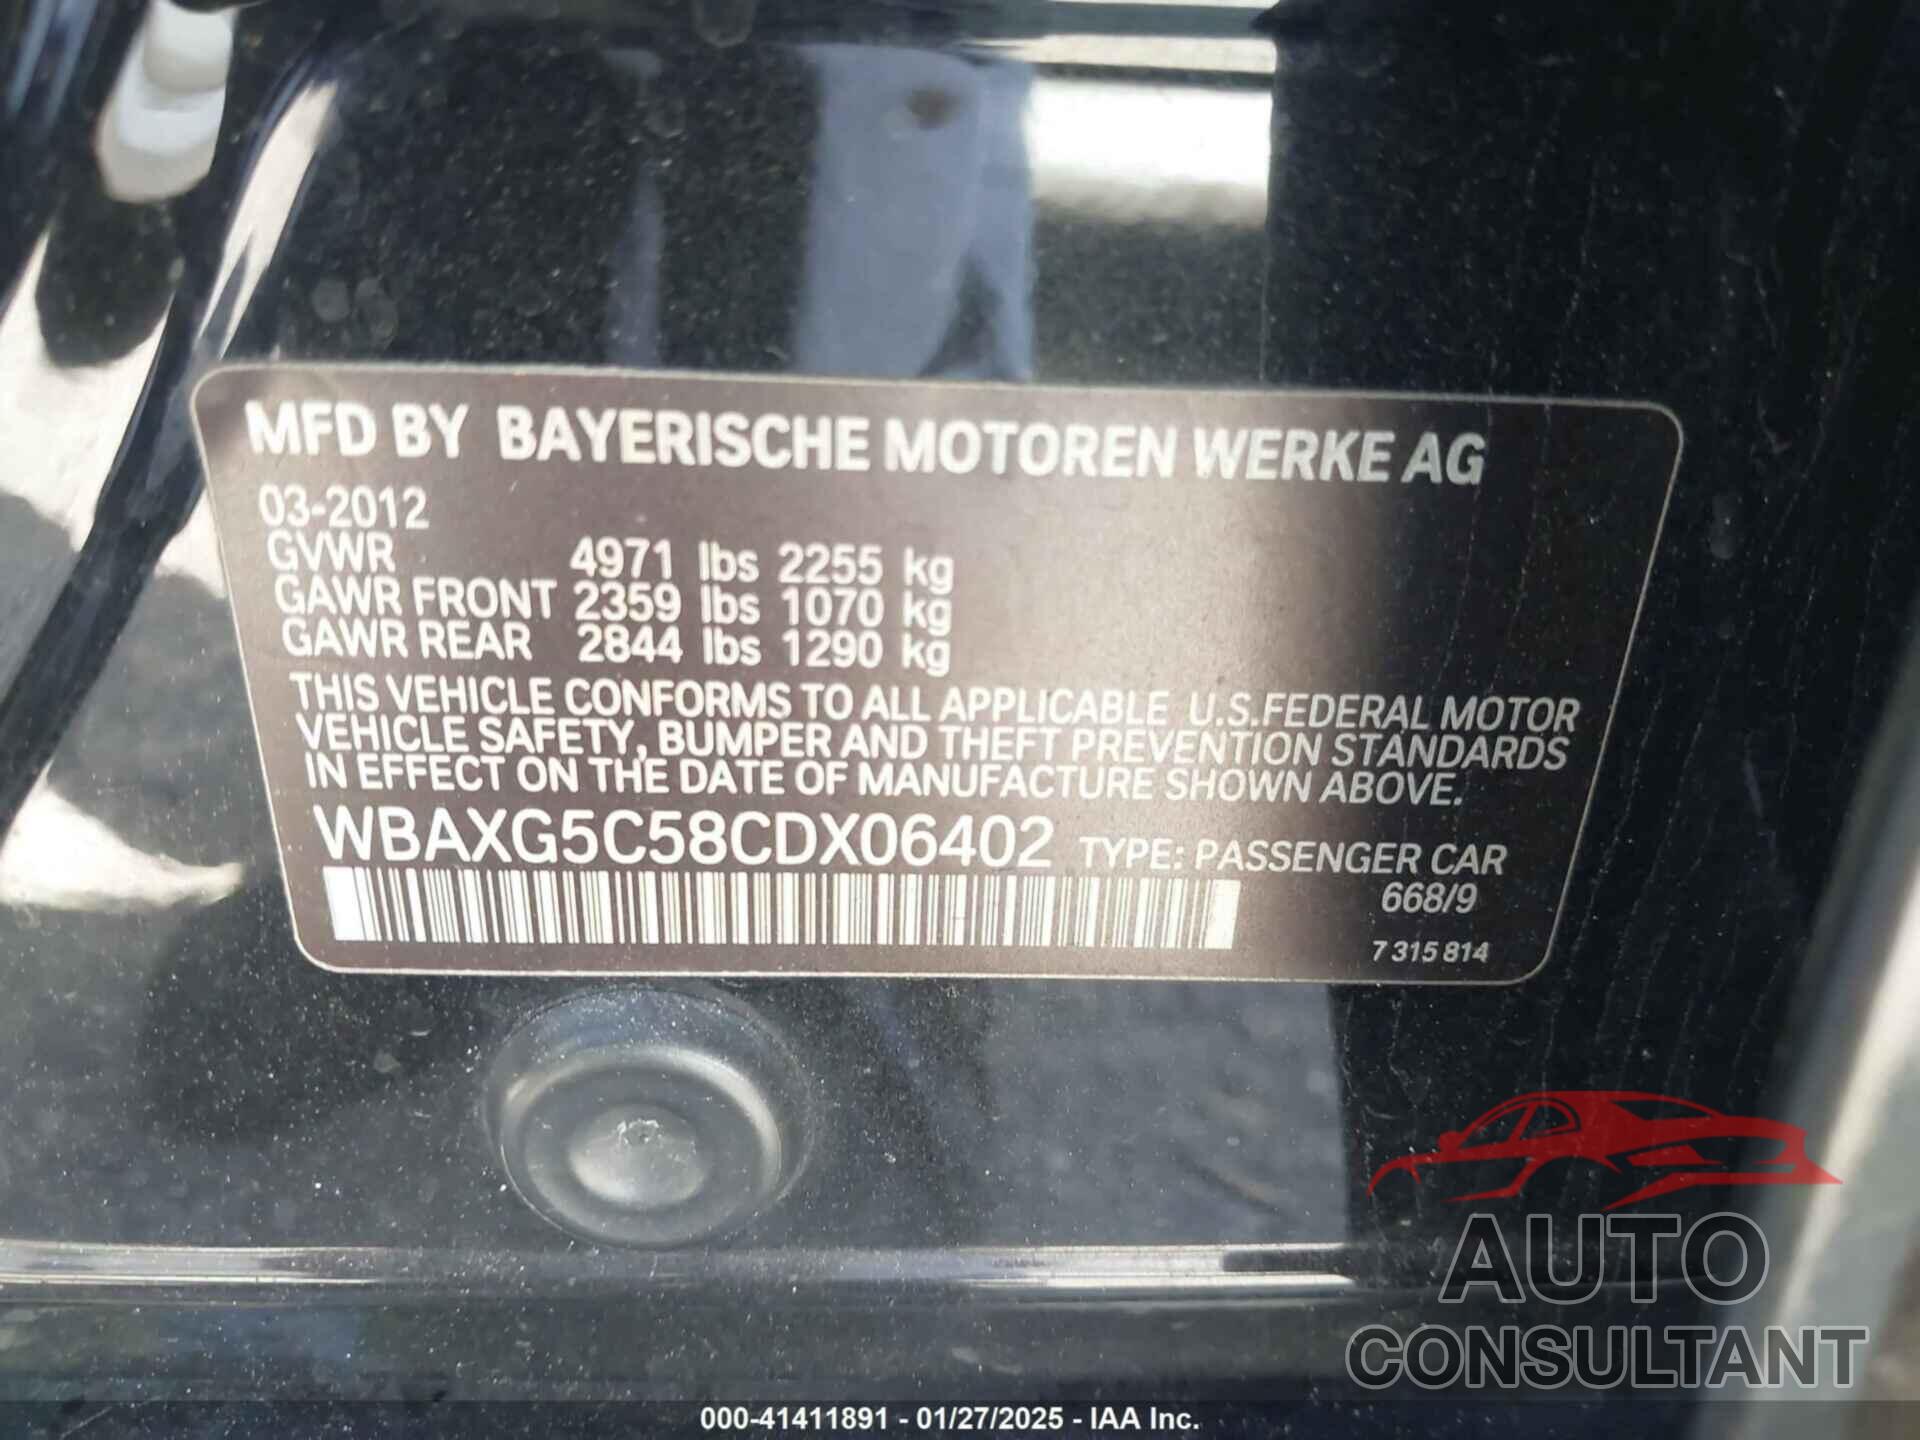 MFD BY BAYERISCHE MOTOREN WERKE AG
03-2012
GVWR 4971 lbs 2255 kg
GAWR FRONT 2359 lbs 1070 kg
GAWR REAR 2844 lbs 1290 kg
THIS VEHICLE CONFORMS TO ALL APPLICABLE U.S.FEDERAL MOTOR
VEHICLE SAFETY, BUMPER AND THEFT PREVENTION STANDARDS
IN EFFECT ON THE DATE OF MANUFACTURE SHOWN ABOVE.
WBAXG5C58CDX06402 TYPE: PASSENGER CAR
668/9
7 315 814
AUTO
CONSULTANT
000-41411891 - 01/27/2025 - IAA Inc.